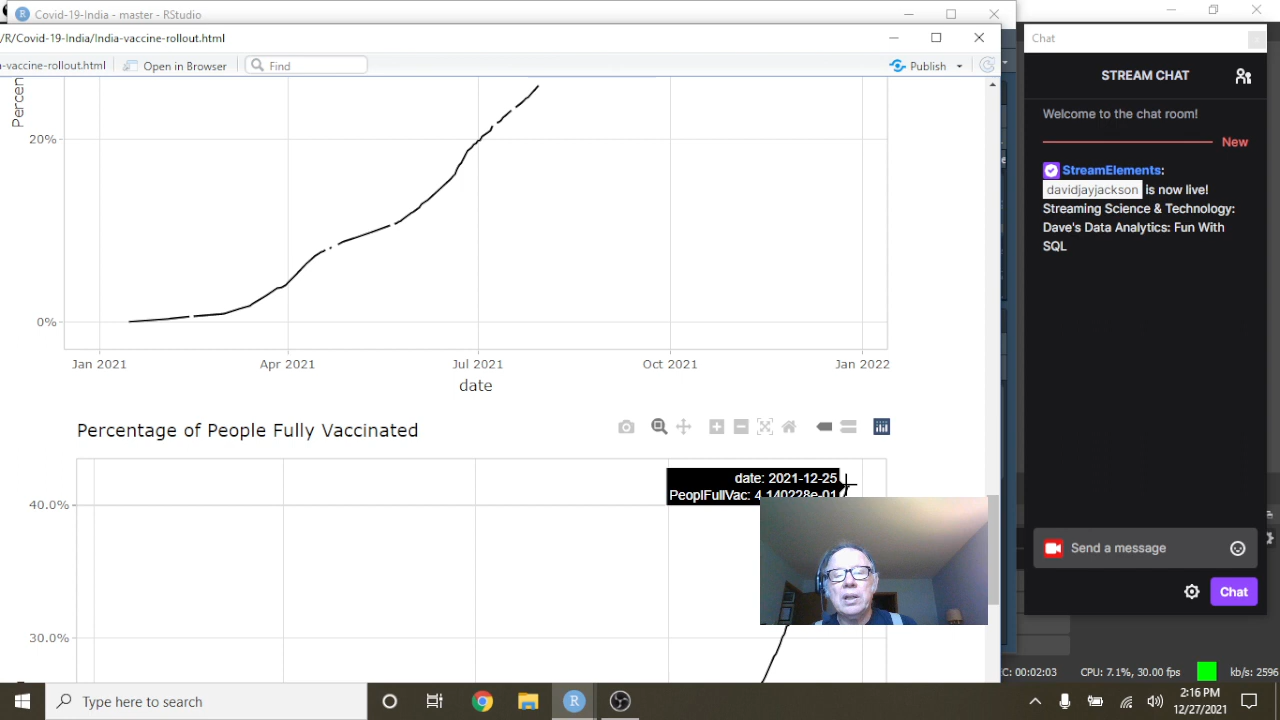 Covid-19-India - master - RStudio
/R/Covid-19-India/India-vaccine-rollout.html
-vaccine-rollout.html
Open in Browser
Find
Publish
Percen
20%
0%
Jan 2021
Apr 2021
Jul 2021
Oct 2021
Jan 2022
date
Percentage of People Fully Vaccinated
date: 2021-12-25
PeoplFullVac: 4.140228e-01
40.0%
30.0%
Chat
STREAM CHAT
Welcome to the chat room!
New
StreamElements:
davidjayjackson is now live!
Streaming Science & Technology:
Dave's Data Analytics: Fun With
SQL
Send a message
Chat
C: 00:02:03
CPU: 7.1%, 30.00 fps
kb/s: 2596
Type here to search
2:16 PM
12/27/2021